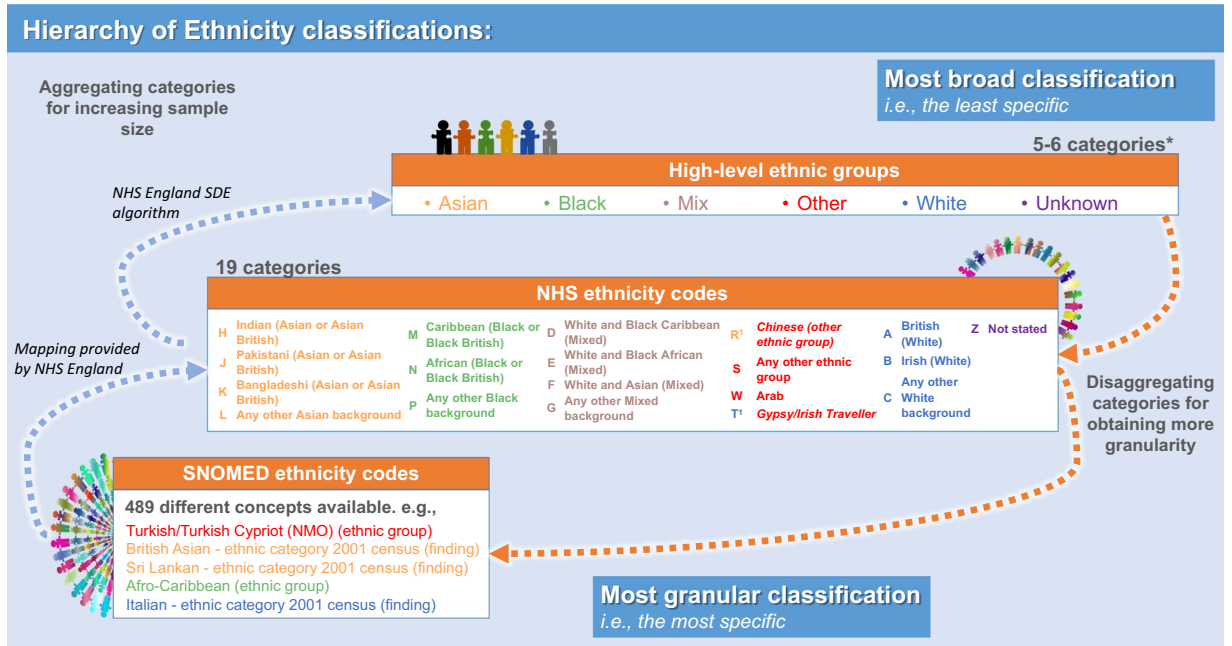 Hierarchy of Ethnicity classifications:
Aggregating categories
for increasing sample
size
Most broad classification
i.e., the least specific
5-6 categories*
High-level ethnic groups
• Asian • Black • Mix • Other • White • Unknown
NHS England SDE
algorithm
19 categories
NHS ethnicity codes
H Indian (Asian or Asian
British)
J Pakistani (Asian or Asian
British)
K Bangladeshi (Asian or Asian
British)
L Any other Asian background
M Caribbean (Black or
Black British)
N African (Black or
Black British)
P Any other Black
background
D White and Black Caribbean
(Mixed)
E White and Black African
(Mixed)
F White and Asian (Mixed)
G Any other Mixed
background
R¹ Chinese (other
ethnic group)
S Any other ethnic
group
W Arab
T¹ Gypsy/Irish Traveller
A British
(White)
B Irish (White)
C Any other
White
background
Z Not stated
Mapping provided
by NHS England
Disaggregating
categories for
obtaining more
granularity
SNOMED ethnicity codes
489 different concepts available. e.g.,
Turkish/Turkish Cypriot (NMO) (ethnic group)
British Asian - ethnic category 2001 census (finding)
Sri Lankan - ethnic category 2001 census (finding)
Afro-Caribbean (ethnic group)
Italian - ethnic category 2001 census (finding)
Most granular classification
i.e., the most specific